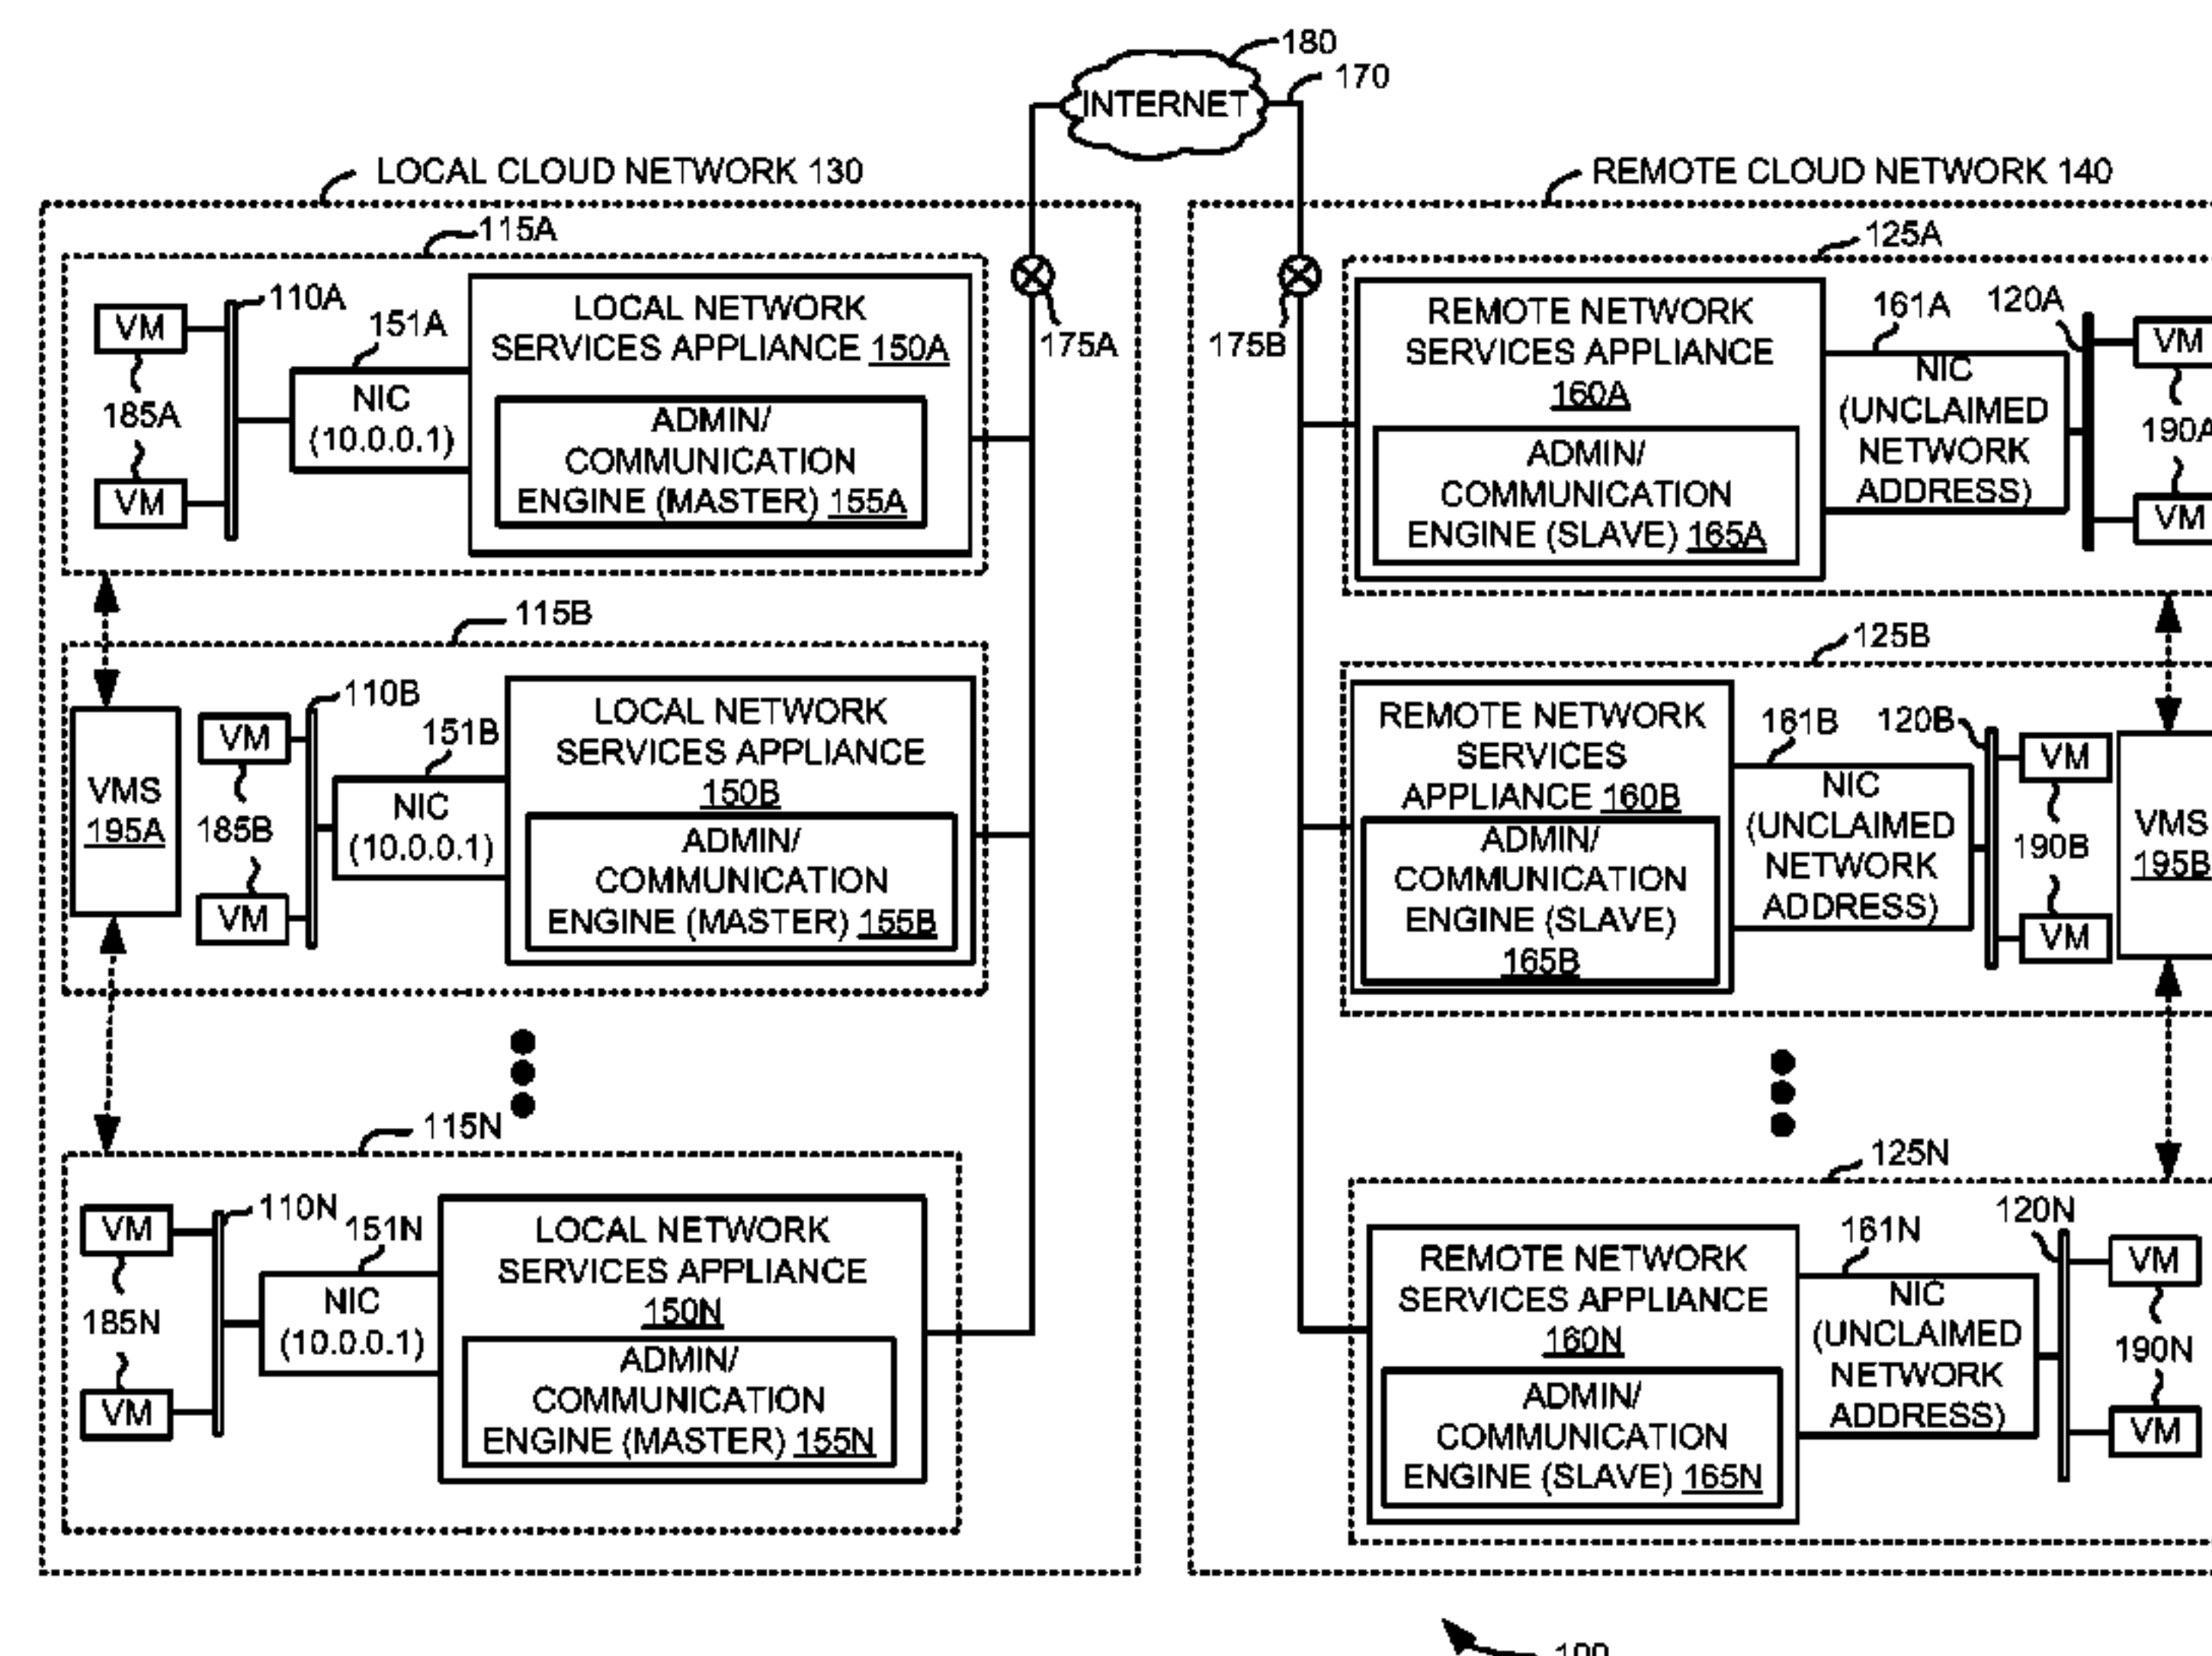 180
170
INTERNET
LOCAL CLOUD NETWORK 130
REMOTE CLOUD NETWORK 140
115A
110A
VM
185A
VM
151A
NIC
(10.0.0.1)
LOCAL NETWORK
SERVICES APPLIANCE 150A
ADMIN/
COMMUNICATION
ENGINE (MASTER) 155A
175A
115B
VMS
195A
110B
VM
185B
VM
151B
NIC
(10.0.0.1)
LOCAL NETWORK
SERVICES APPLIANCE
150B
ADMIN/
COMMUNICATION
ENGINE (MASTER) 155B
115N
110N
VM
185N
VM
151N
NIC
(10.0.0.1)
LOCAL NETWORK
SERVICES APPLIANCE
150N
ADMIN/
COMMUNICATION
ENGINE (MASTER) 155N
175B
125A
REMOTE NETWORK
SERVICES APPLIANCE
160A
ADMIN/
COMMUNICATION
ENGINE (SLAVE) 165A
161A
NIC
(UNCLAIMED
NETWORK
ADDRESS)
120A
VM
190A
VM
125B
REMOTE NETWORK
SERVICES
APPLIANCE 160B
ADMIN/
COMMUNICATION
ENGINE (SLAVE)
165B
161B
NIC
(UNCLAIMED
NETWORK
ADDRESS)
120B
VM
190B
VM
VMS
195B
125N
REMOTE NETWORK
SERVICES APPLIANCE
160N
ADMIN/
COMMUNICATION
ENGINE (SLAVE) 165N
161N
NIC
(UNCLAIMED
NETWORK
ADDRESS)
120N
VM
190N
VM
100